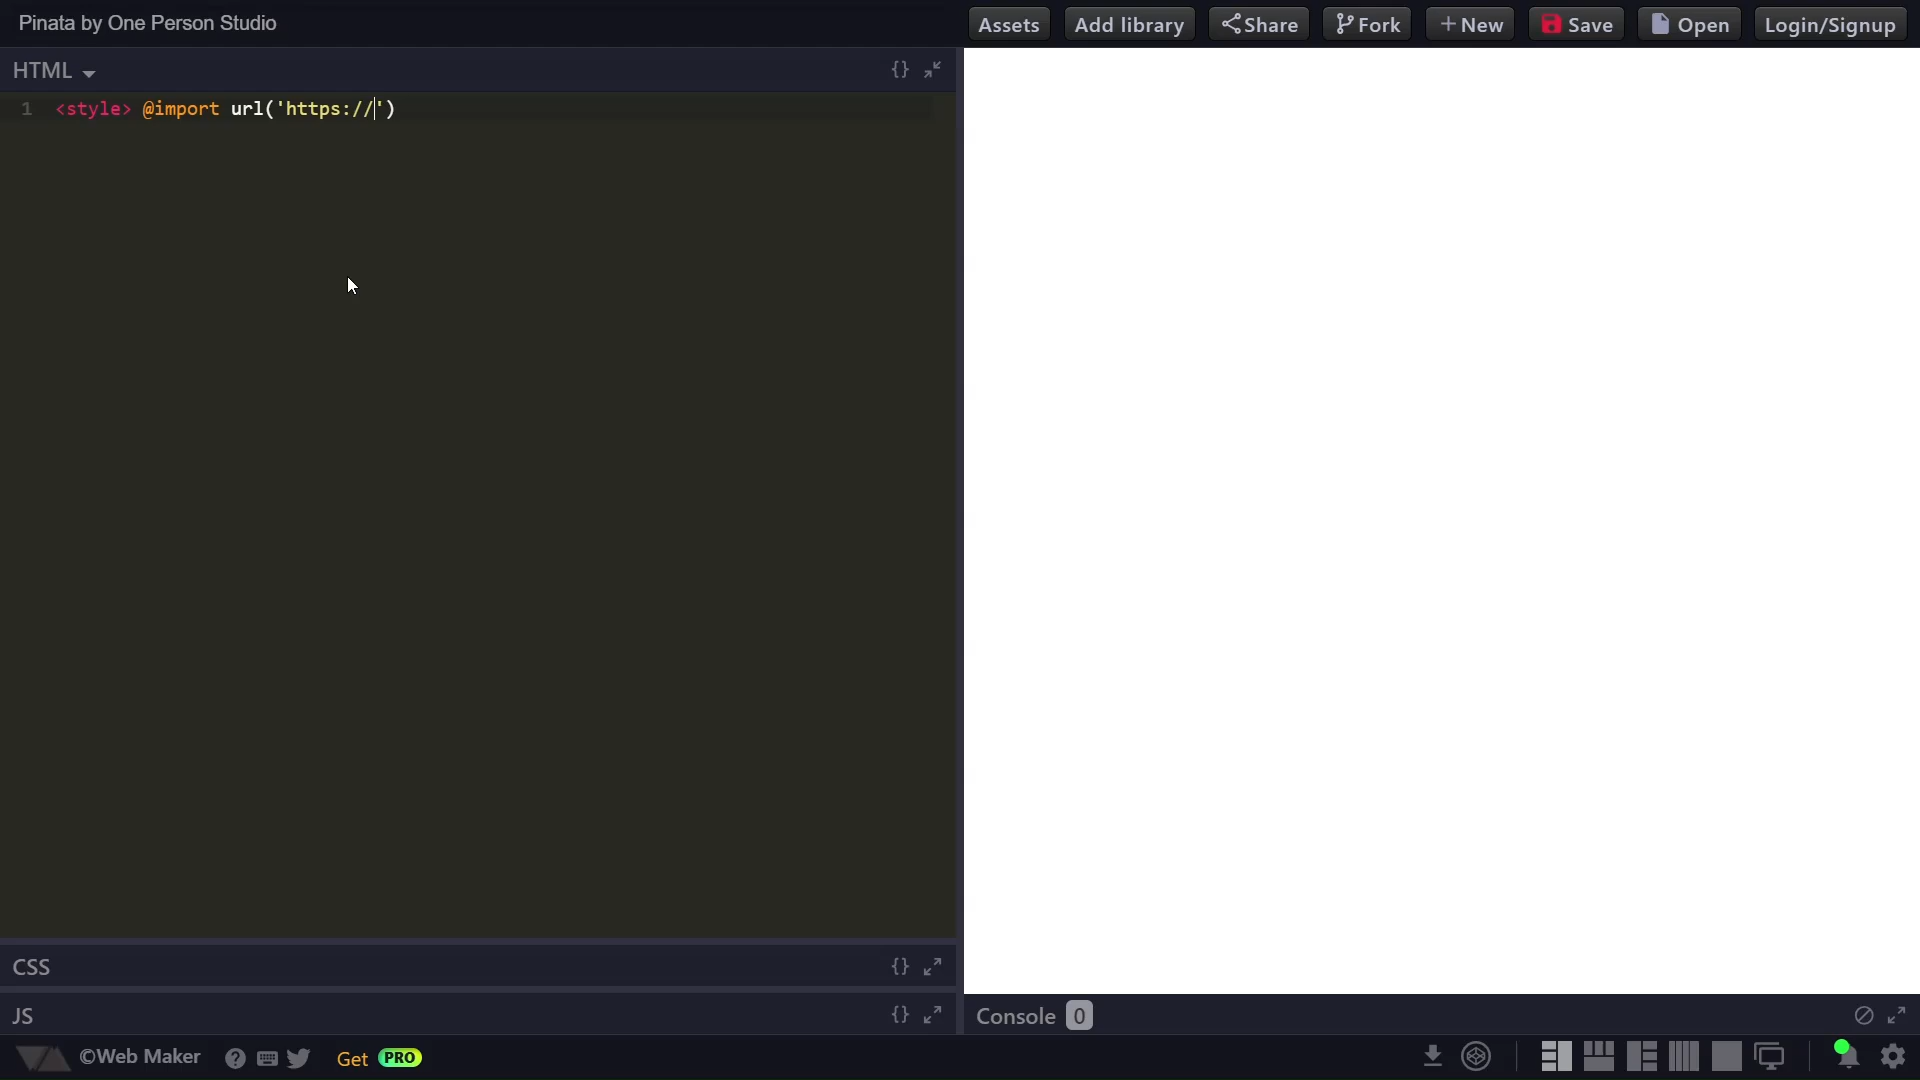 Pinata by One Person Studio
Assets
Add library
Share
Fork
+New
Save
Open
Login/Signup
HTML
{}
1 <style> @import url('https://')
CSS
{}
JS
{}
Console 0
©Web Maker
?
Get PRO